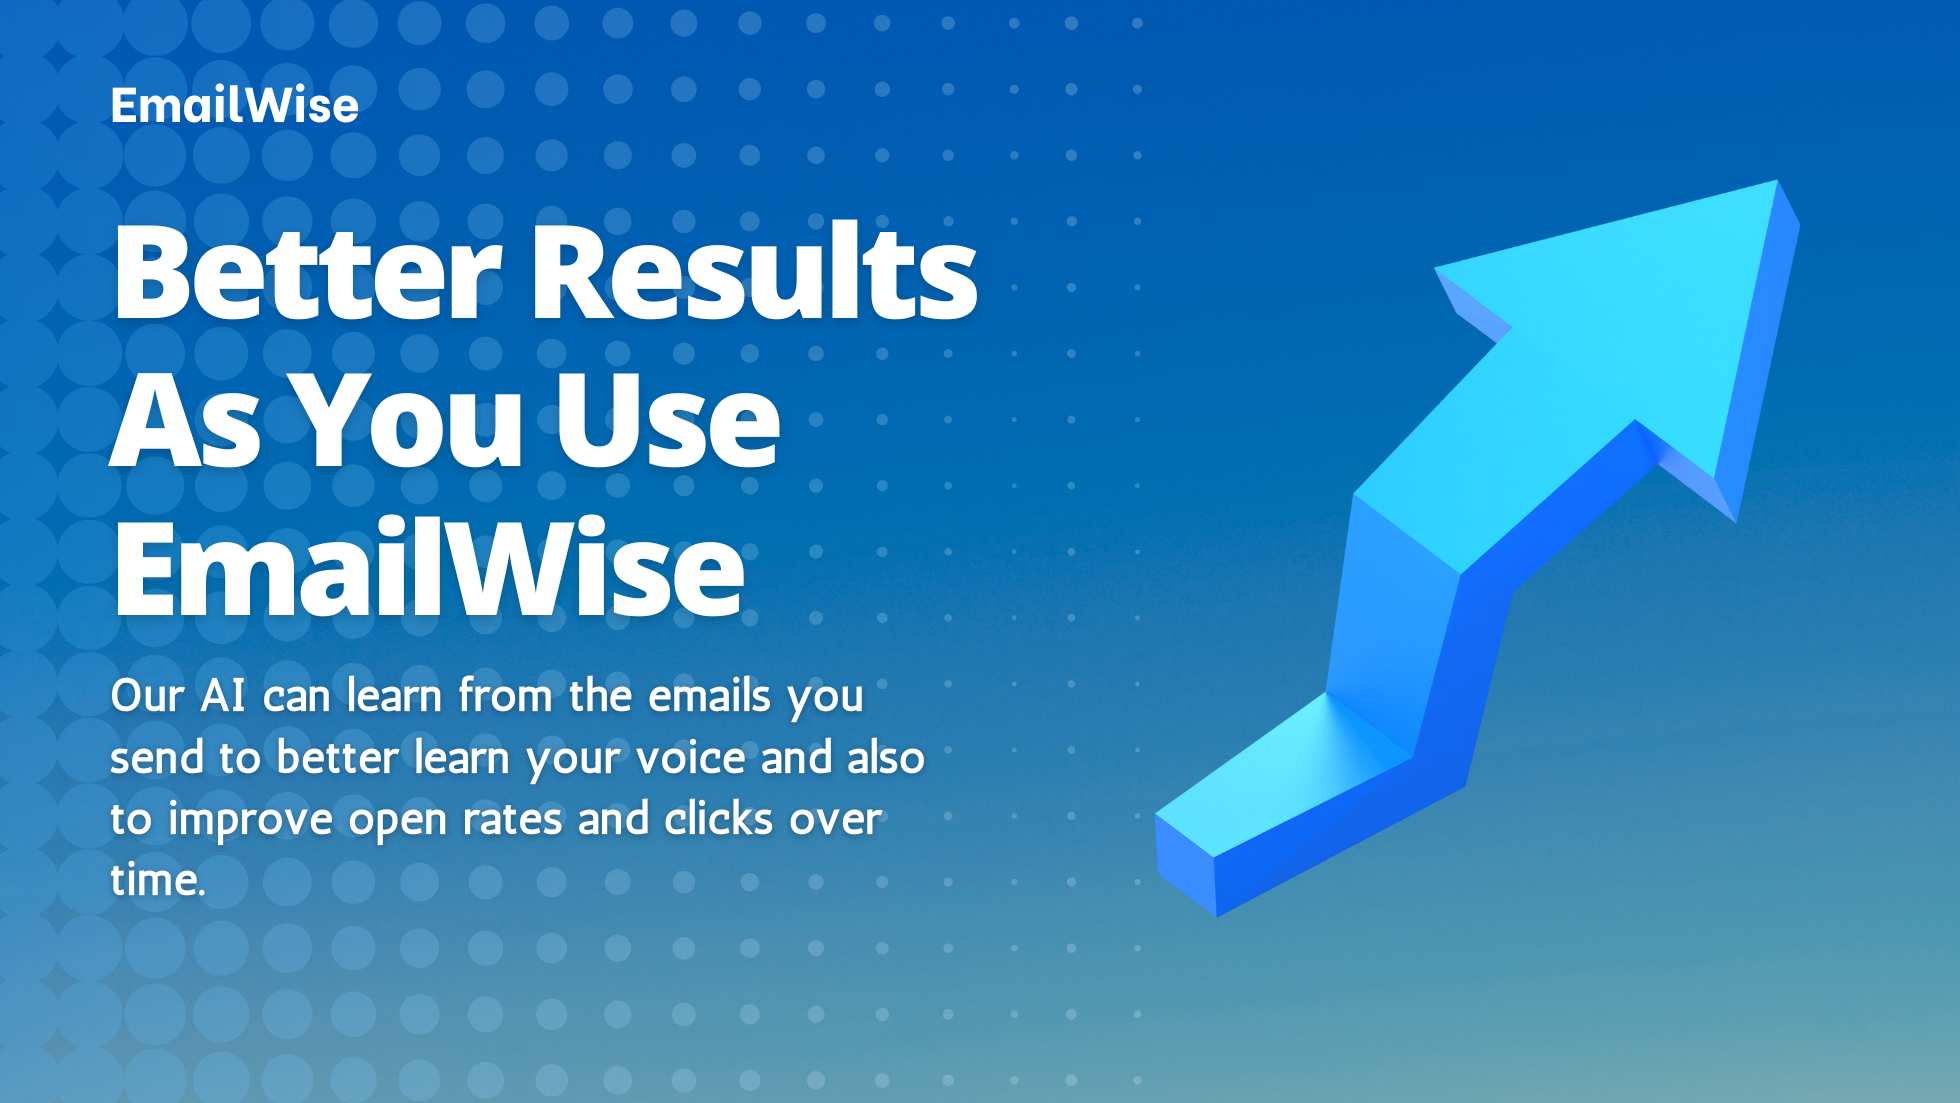 EmailWise
Better Results
As You Use
EmailWise
Our AI can learn from the emails you
send to better learn your voice and also
to improve open rates and clicks over
time.